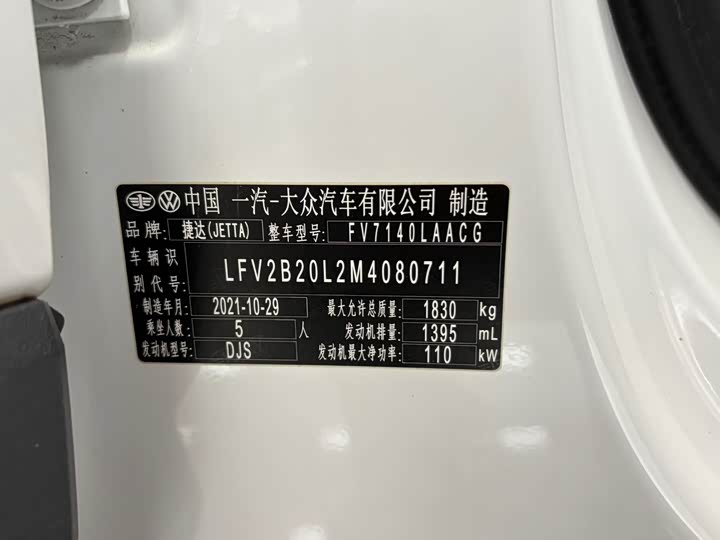 中国 一汽-大众汽车有限公司 制造
品牌: 捷达(JETTA) 整车型号: FV7140LAACG
车辆识别代号: LFV2B20L2M4080711
制造年月: 2021-10-29 最大允许总质量: 1830 kg
乘坐人数: 5 人 发动机排量: 1395 mL
发动机型号: DJS 发动机最大净功率: 110 kW